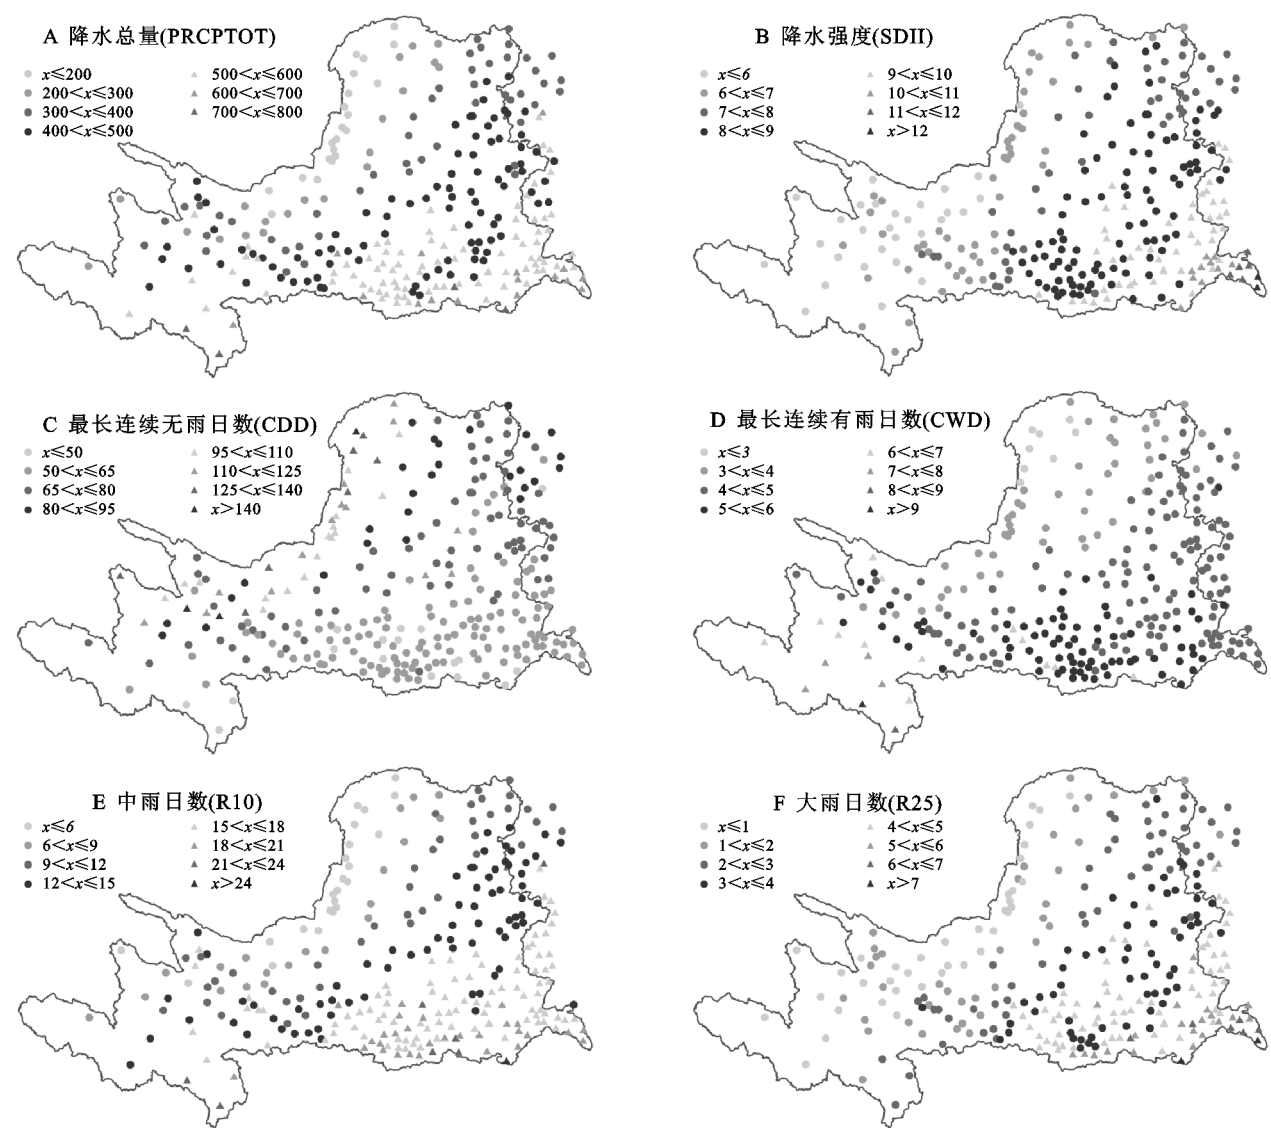 A 降水总量(PRCPTOT)
x≤200
200<x≤300
300<x≤400
400<x≤500
500<x≤600
600<x≤700
700<x≤800
B 降水强度(SDII)
x≤6
6<x≤7
7<x≤8
8<x≤9
9<x≤10
10<x≤11
11<x≤12
x>12
C 最长连续无雨日数(CDD)
x≤50
50<x≤65
65<x≤80
80<x≤95
95<x≤110
110<x≤125
125<x≤140
x>140
D 最长连续有雨日数(CWD)
x≤3
3<x≤4
4<x≤5
5<x≤6
6<x≤7
7<x≤8
8<x≤9
x>9
E 中雨日数(R10)
x≤6
6<x≤9
9<x≤12
12<x≤15
15<x≤18
18<x≤21
21<x≤24
x>24
F 大雨日数(R25)
x≤1
1<x≤2
2<x≤3
3<x≤4
4<x≤5
5<x≤6
6<x≤7
x>7